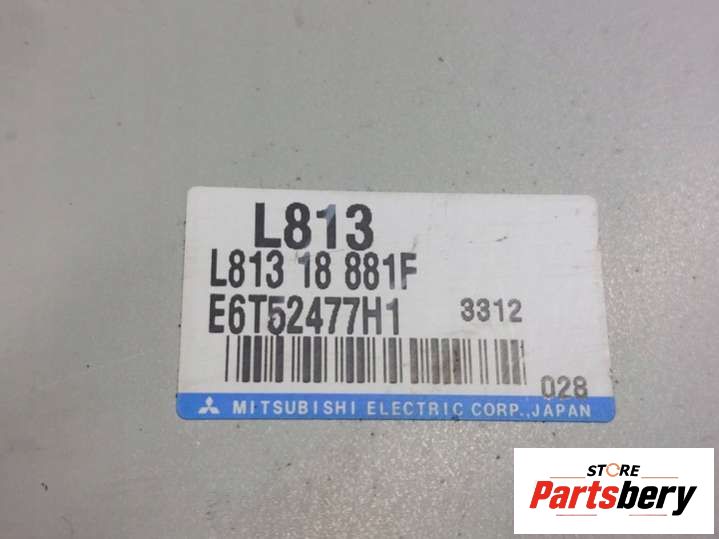 L813
L813 18 881F
E6T52477H1 3312
028
MITSUBISHI ELECTRIC CORP., JAPAN
STORE
Partsbery